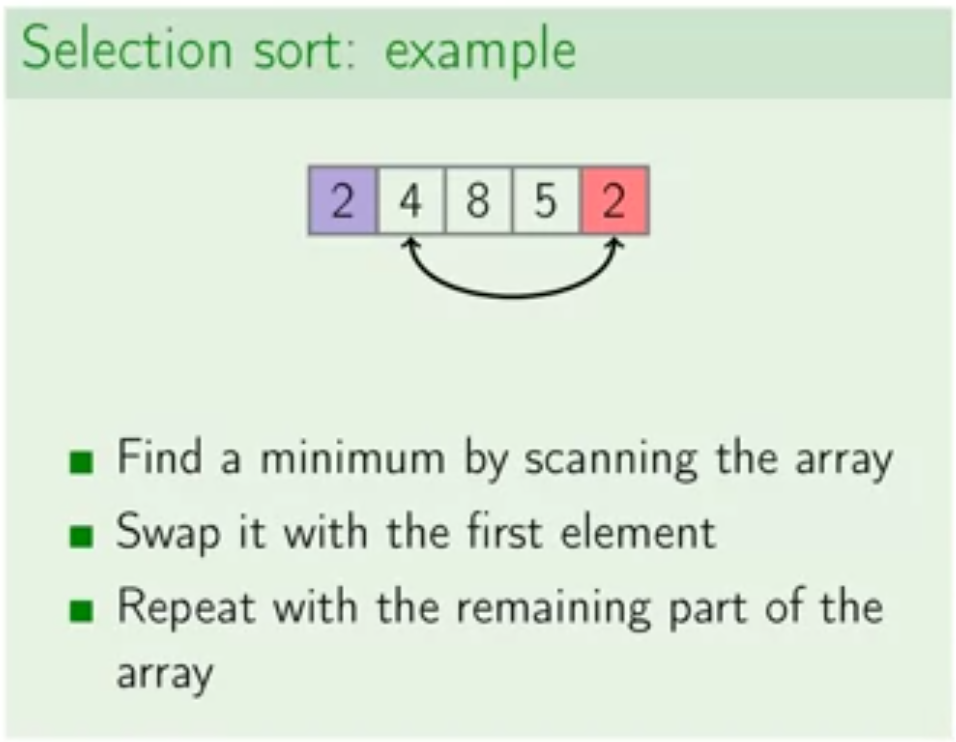 Selection sort: example
2 4 8 5 2
Find a minimum by scanning the array
Swap it with the first element
Repeat with the remaining part of the
array